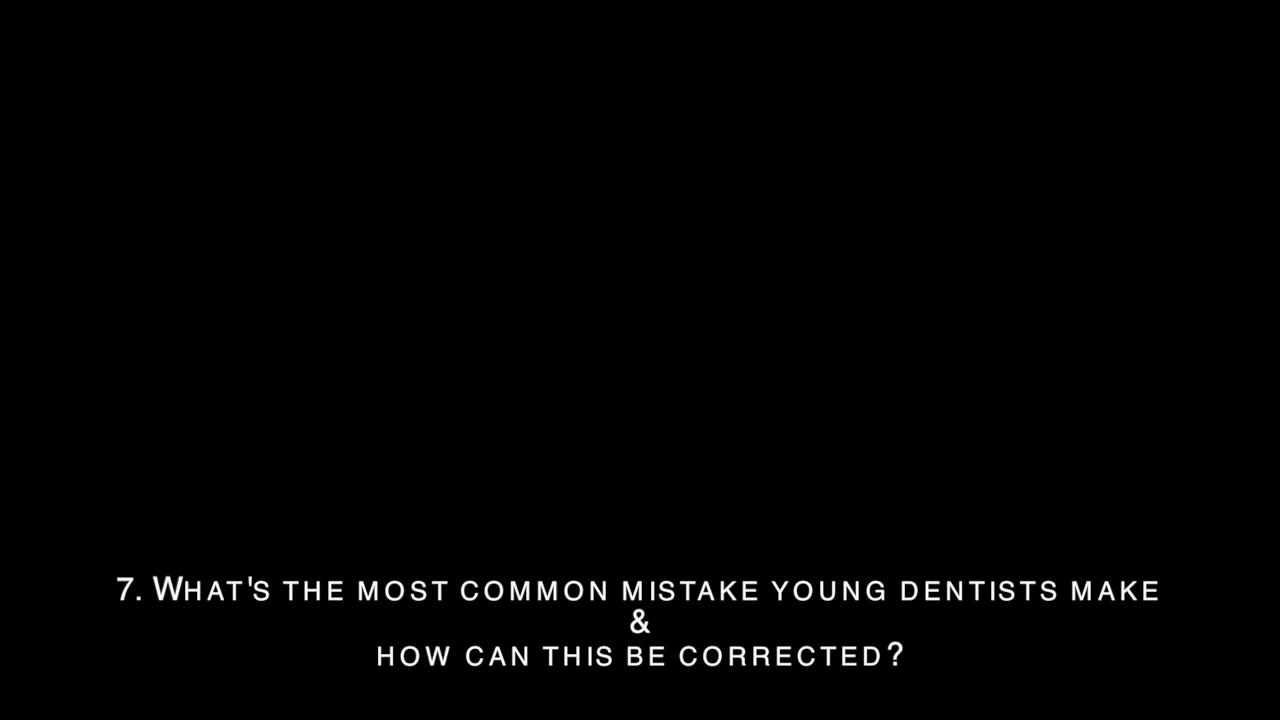 7. What's the most common mistake young dentists make
&
how can this be corrected?